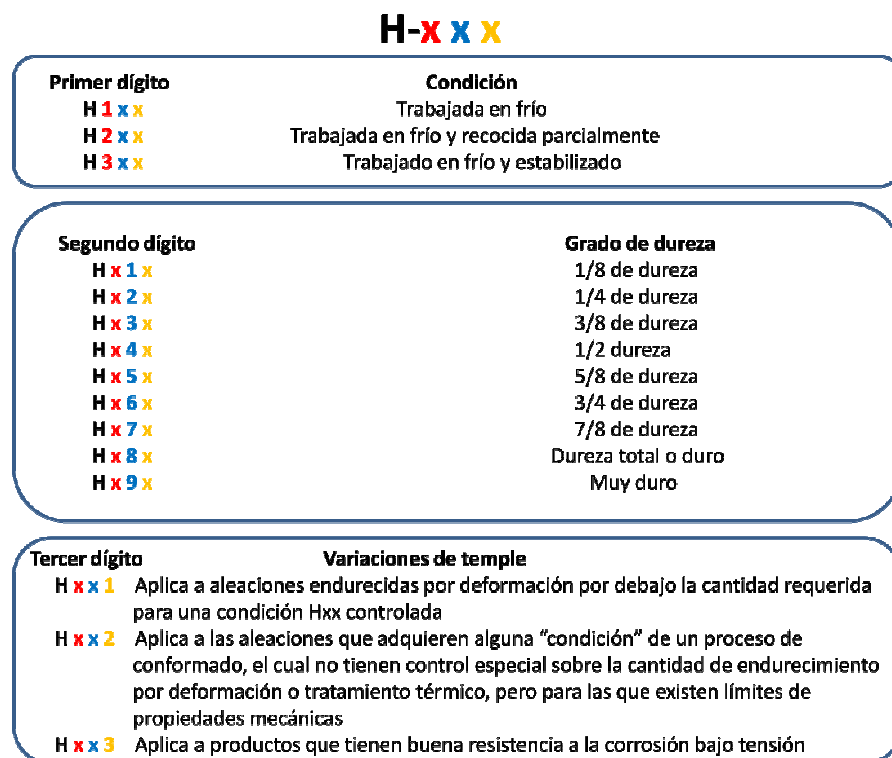 H-x x x
Primer dígito Condición
H 1 x x Trabajada en frío
H 2 x x Trabajada en frío y recocida parcialmente
H 3 x x Trabajado en frío y estabilizado
Segundo dígito Grado de dureza
H x 1 x 1/8 de dureza
H x 2 x 1/4 de dureza
H x 3 x 3/8 de dureza
H x 4 x 1/2 dureza
H x 5 x 5/8 de dureza
H x 6 x 3/4 de dureza
H x 7 x 7/8 de dureza
H x 8 x Dureza total o duro
H x 9 x Muy duro
Tercer dígito Variaciones de temple
H x x 1 Aplica a aleaciones endurecidas por deformación por debajo la cantidad requerida
para una condición Hxx controlada
H x x 2 Aplica a las aleaciones que adquieren alguna “condición” de un proceso de
conformado, el cual no tienen control especial sobre la cantidad de endurecimiento
por deformación o tratamiento térmico, pero para las que existen límites de
propiedades mecánicas
H x x 3 Aplica a productos que tienen buena resistencia a la corrosión bajo tensión